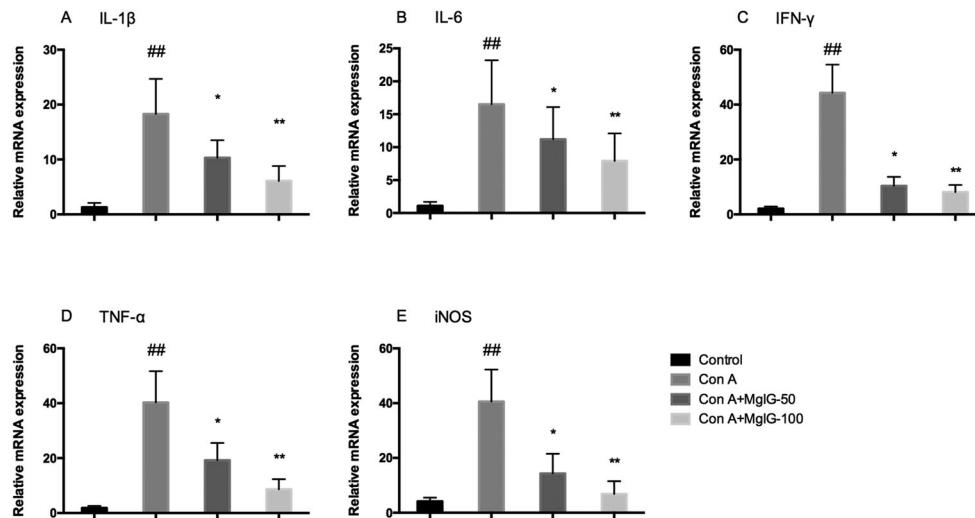 A IL-1β
Relative mRNA expression
30
20
10
0
##
*
**
B IL-6
Relative mRNA expression
25
20
15
10
5
0
##
*
**
C IFN-γ
Relative mRNA expression
60
40
20
0
##
*
**
D TNF-α
Relative mRNA expression
60
40
20
0
##
*
**
E iNOS
Relative mRNA expression
60
40
20
0
##
*
**
Control
Con A
Con A+MgIG-50
Con A+MgIG-100